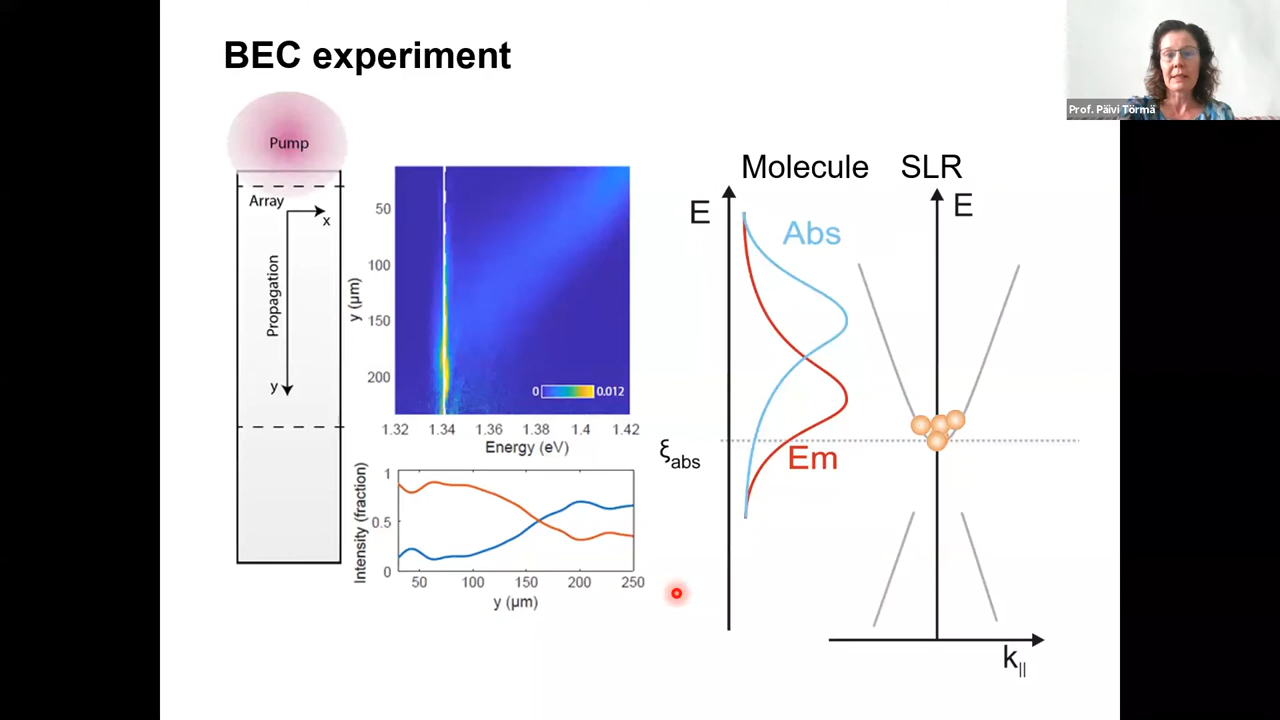 BEC experiment
Prof. Päivi Törmä
Pump
Array
x
Propagation
y
y (µm)
50
100
150
200
0
0.012
1.32
1.34
1.36
1.38
1.4
1.42
Energy (eV)
Intensity (fraction)
1
0.5
0
50
100
150
200
250
y (µm)
Molecule
SLR
E
E
Abs
Em
ξabs
k||